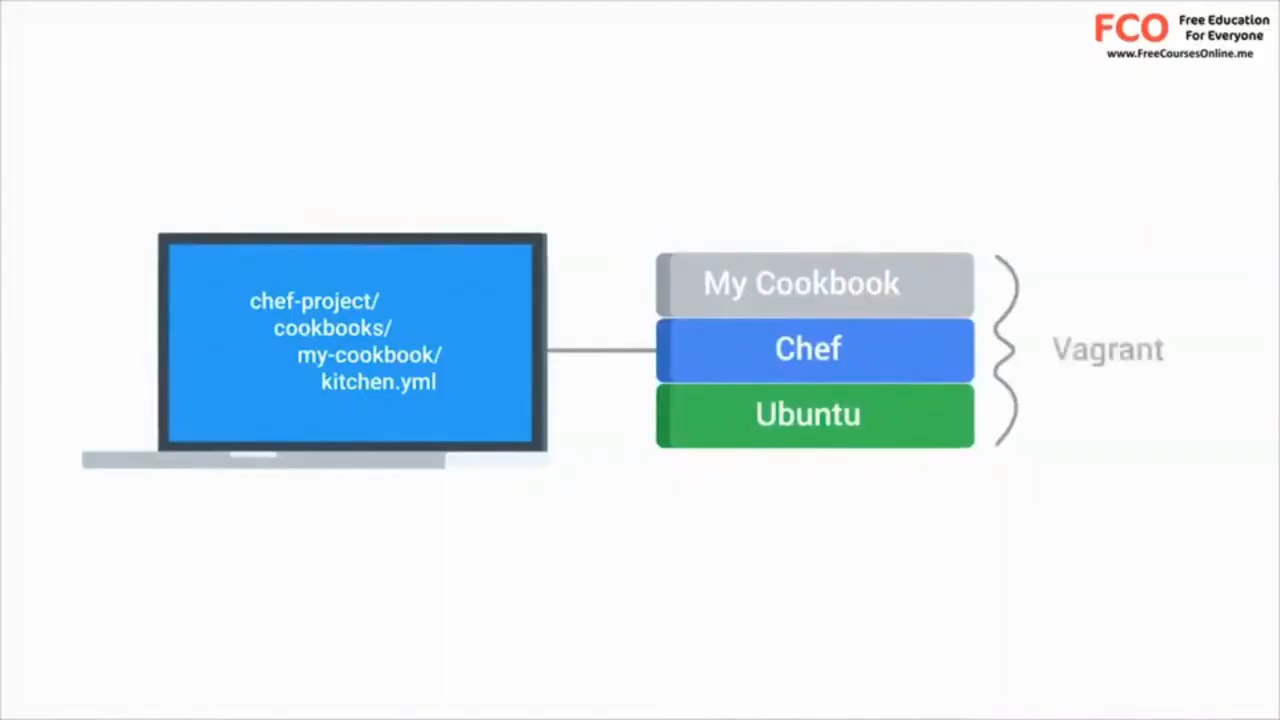 FCO
Free Education
For Everyone
www.FreeCoursesOnline.me
chef-project/
cookbooks/
my-cookbook/
kitchen.yml
My Cookbook
Chef
Ubuntu
Vagrant